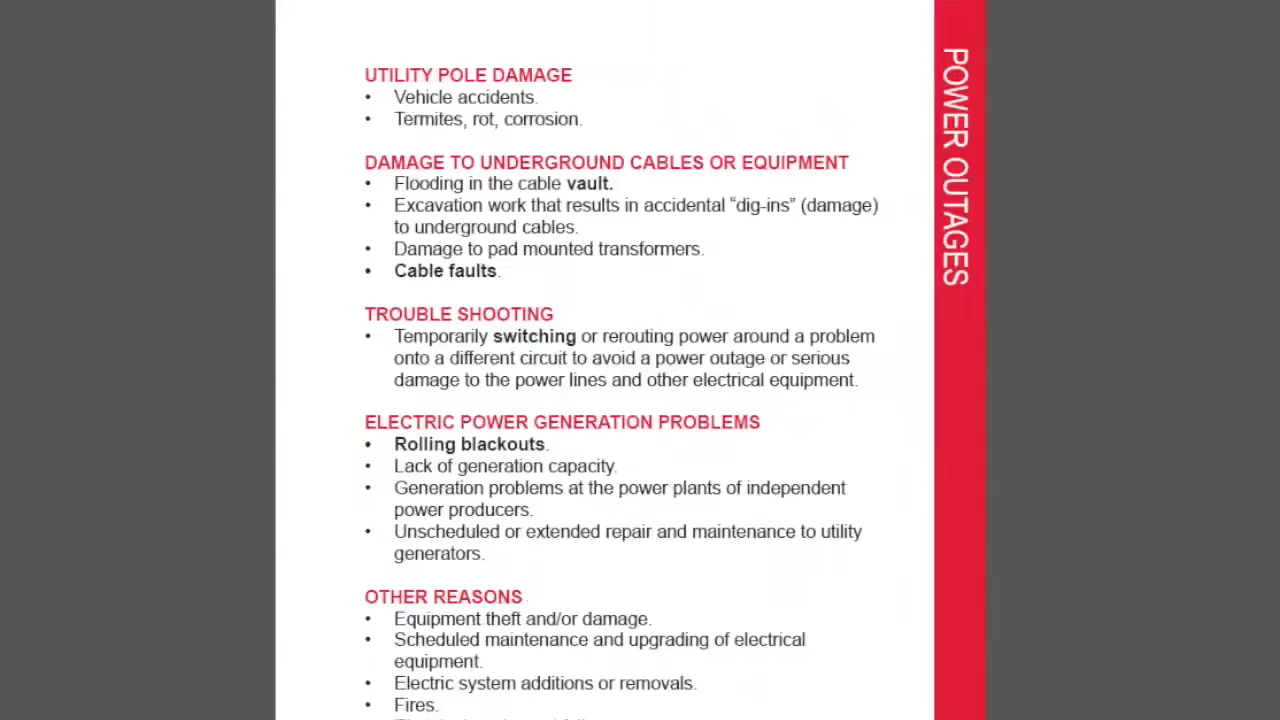 UTILITY POLE DAMAGE
• Vehicle accidents.
• Termites, rot, corrosion.
DAMAGE TO UNDERGROUND CABLES OR EQUIPMENT
• Flooding in the cable vault.
• Excavation work that results in accidental “dig-ins” (damage)
to underground cables.
• Damage to pad mounted transformers.
• Cable faults.
TROUBLE SHOOTING
• Temporarily switching or rerouting power around a problem
onto a different circuit to avoid a power outage or serious
damage to the power lines and other electrical equipment.
ELECTRIC POWER GENERATION PROBLEMS
• Rolling blackouts.
• Lack of generation capacity.
• Generation problems at the power plants of independent
power producers.
• Unscheduled or extended repair and maintenance to utility
generators.
OTHER REASONS
• Equipment theft and/or damage.
• Scheduled maintenance and upgrading of electrical
equipment.
• Electric system additions or removals.
• Fires.
POWER OUTAGES